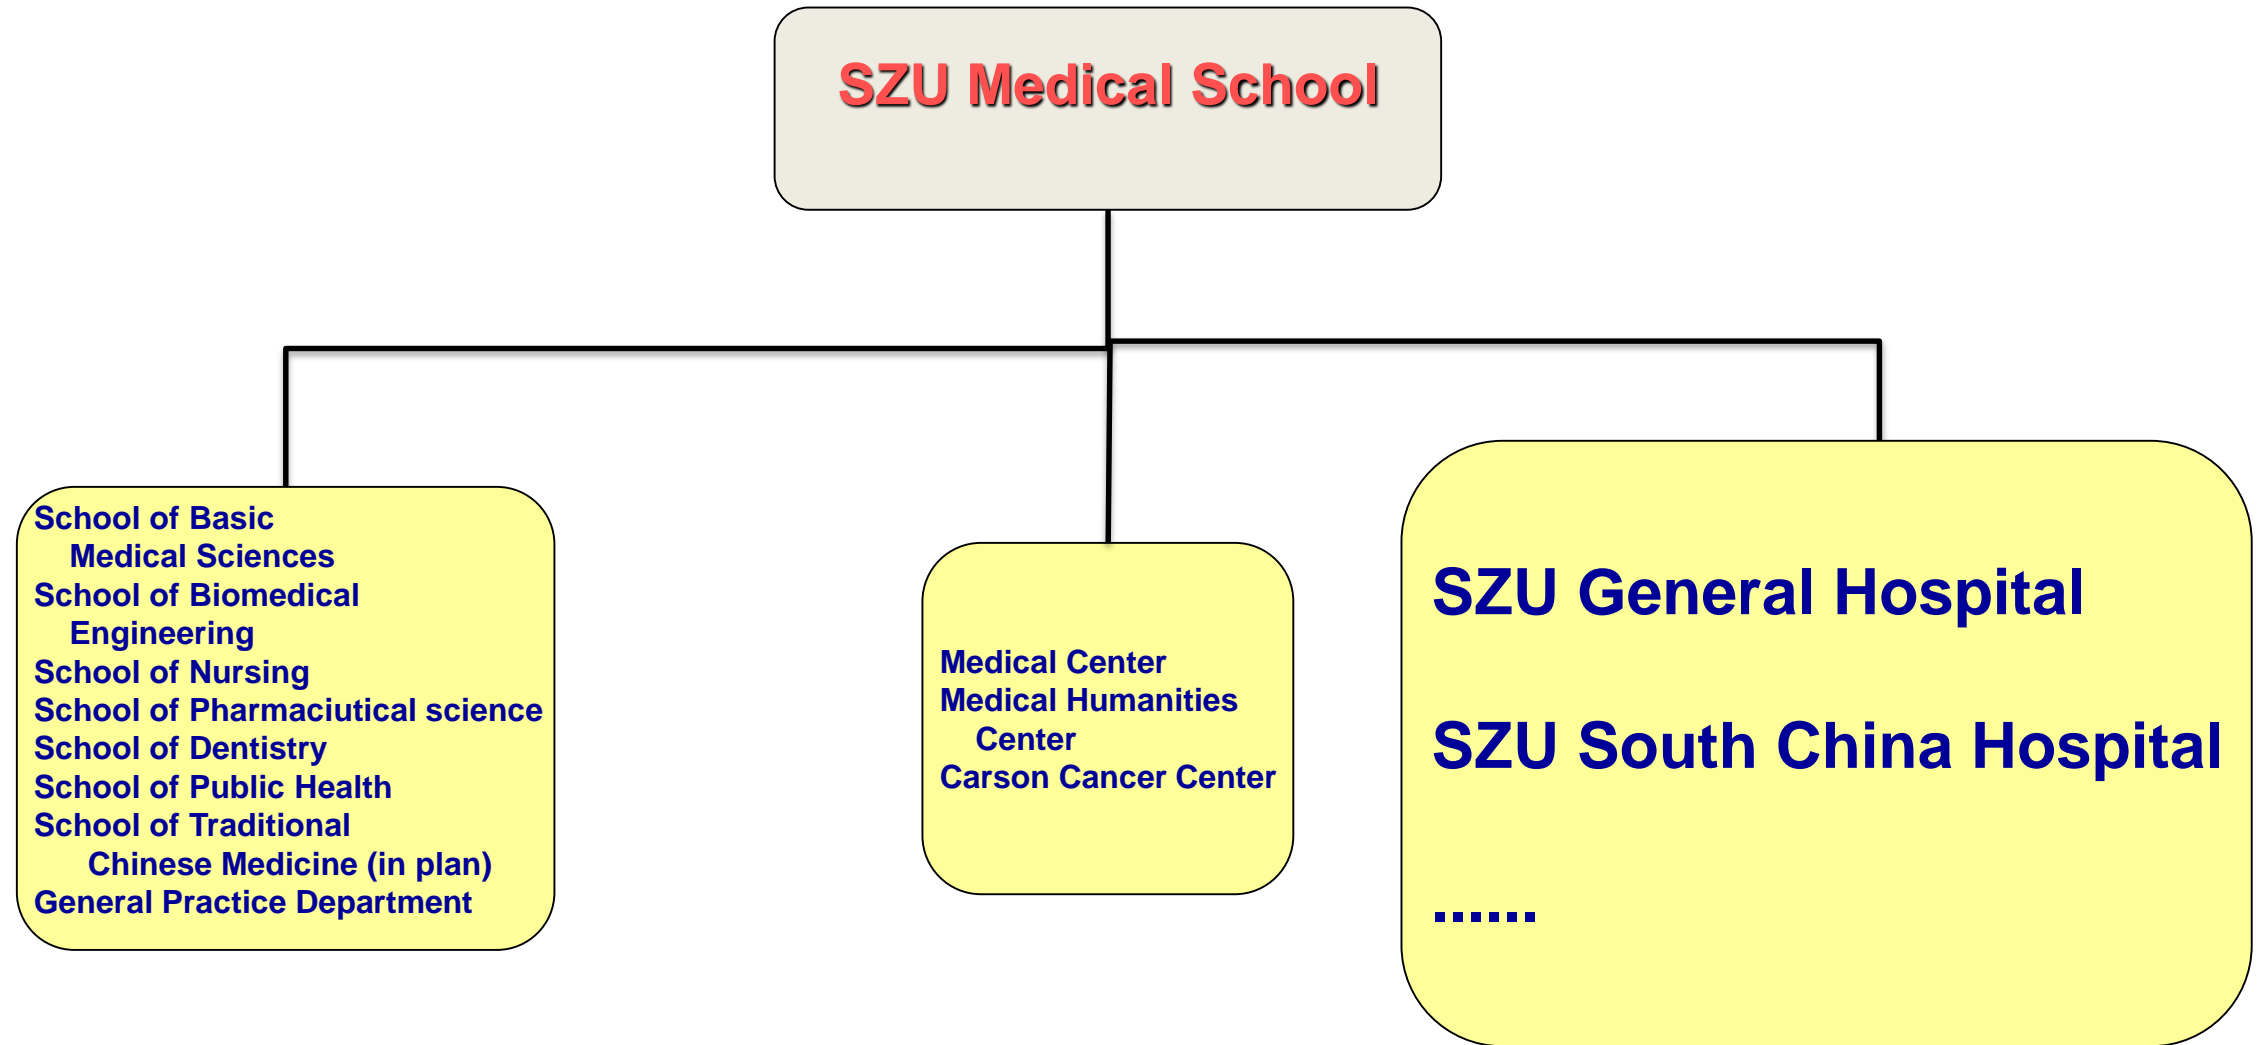 SZU Medical School
School of Basic
Medical Sciences
School of Biomedical
Engineering
School of Nursing
School of Pharmaciutical science
School of Dentistry
School of Public Health
School of Traditional
Chinese Medicine (in plan)
General Practice Department
Medical Center
Medical Humanities
Center
Carson Cancer Center
SZU General Hospital
SZU South China Hospital
......